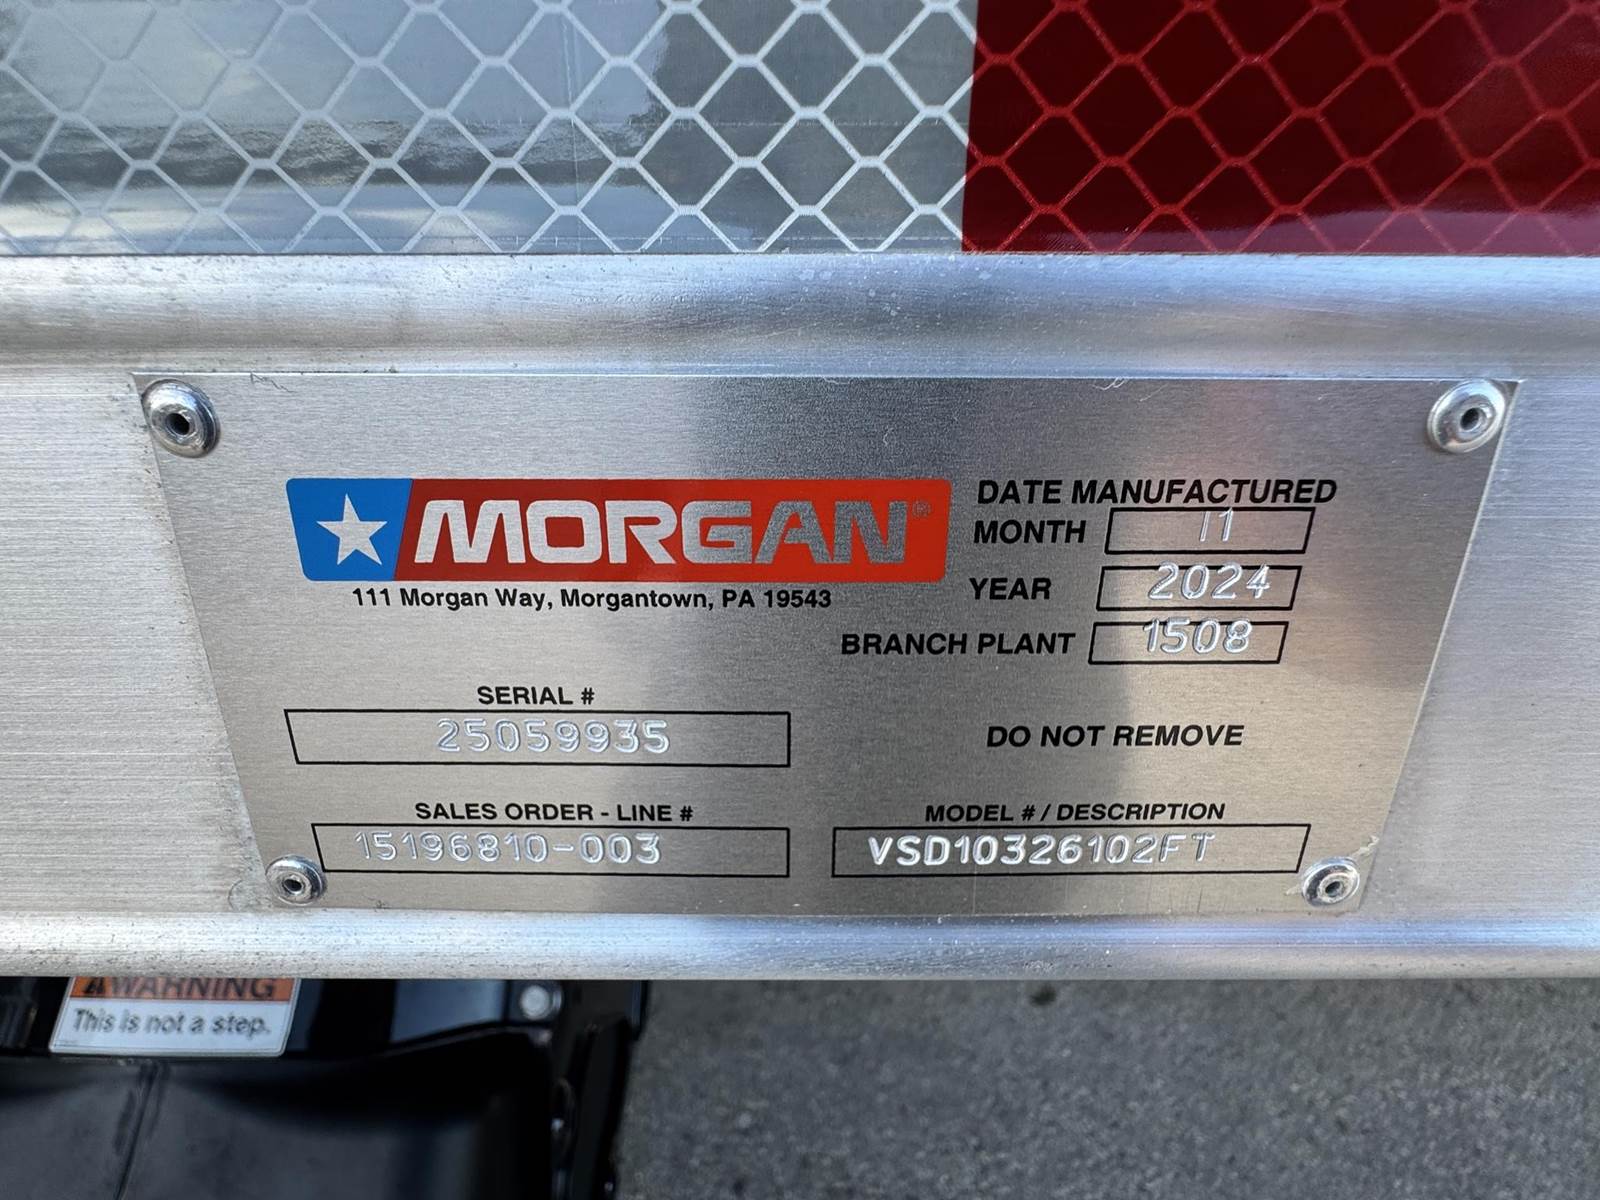 MORGAN®
111 Morgan Way, Morgantown, PA 19543
DATE MANUFACTURED
MONTH 11
YEAR 2024
BRANCH PLANT 1508
SERIAL #
25059935
DO NOT REMOVE
SALES ORDER - LINE #
15196810-003
MODEL # / DESCRIPTION
VSD10326102FT
WARNING
This is not a step.